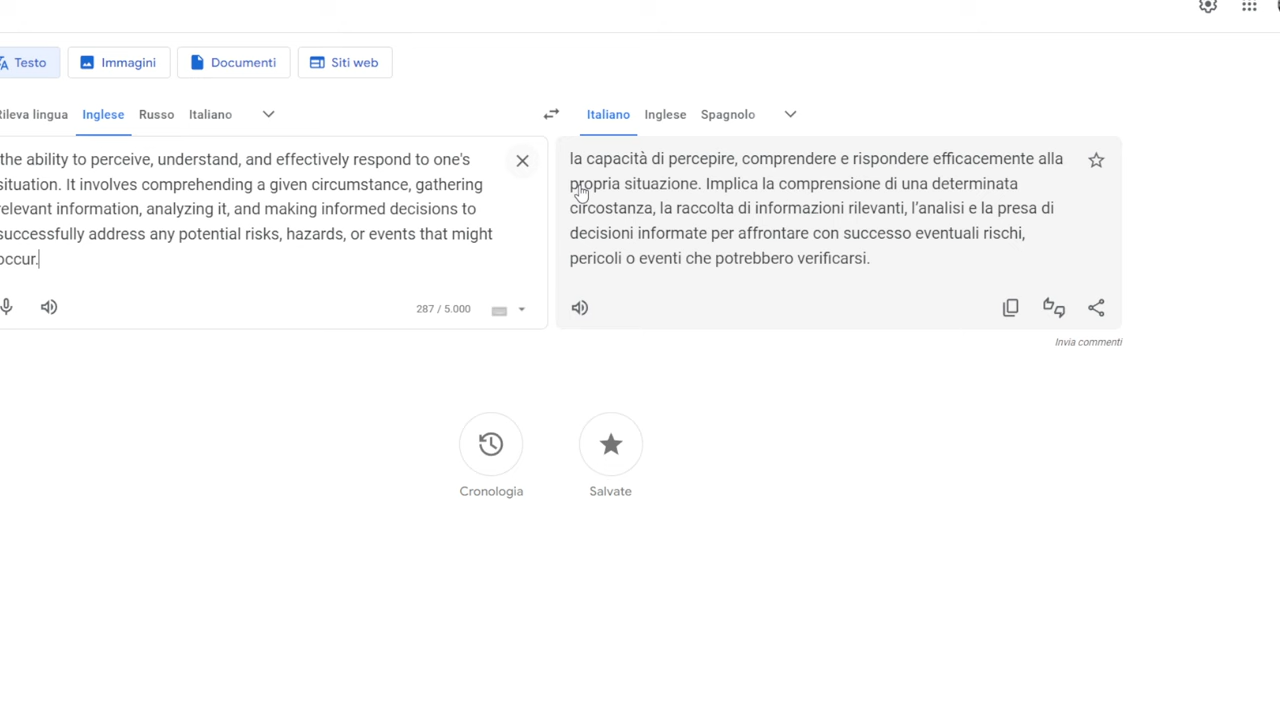 Testo
Immagini
Documenti
Siti web
Rileva lingua
Inglese
Russo
Italiano
Italiano
Inglese
Spagnolo
the ability to perceive, understand, and effectively respond to one's
situation. It involves comprehending a given circumstance, gathering
relevant information, analyzing it, and making informed decisions to
successfully address any potential risks, hazards, or events that might
occur.
287 / 5.000
la capacità di percepire, comprendere e rispondere efficacemente alla
propria situazione. Implica la comprensione di una determinata
circostanza, la raccolta di informazioni rilevanti, l'analisi e la presa di
decisioni informate per affrontare con successo eventuali rischi,
pericoli o eventi che potrebbero verificarsi.
Invia commenti
Cronologia
Salvate